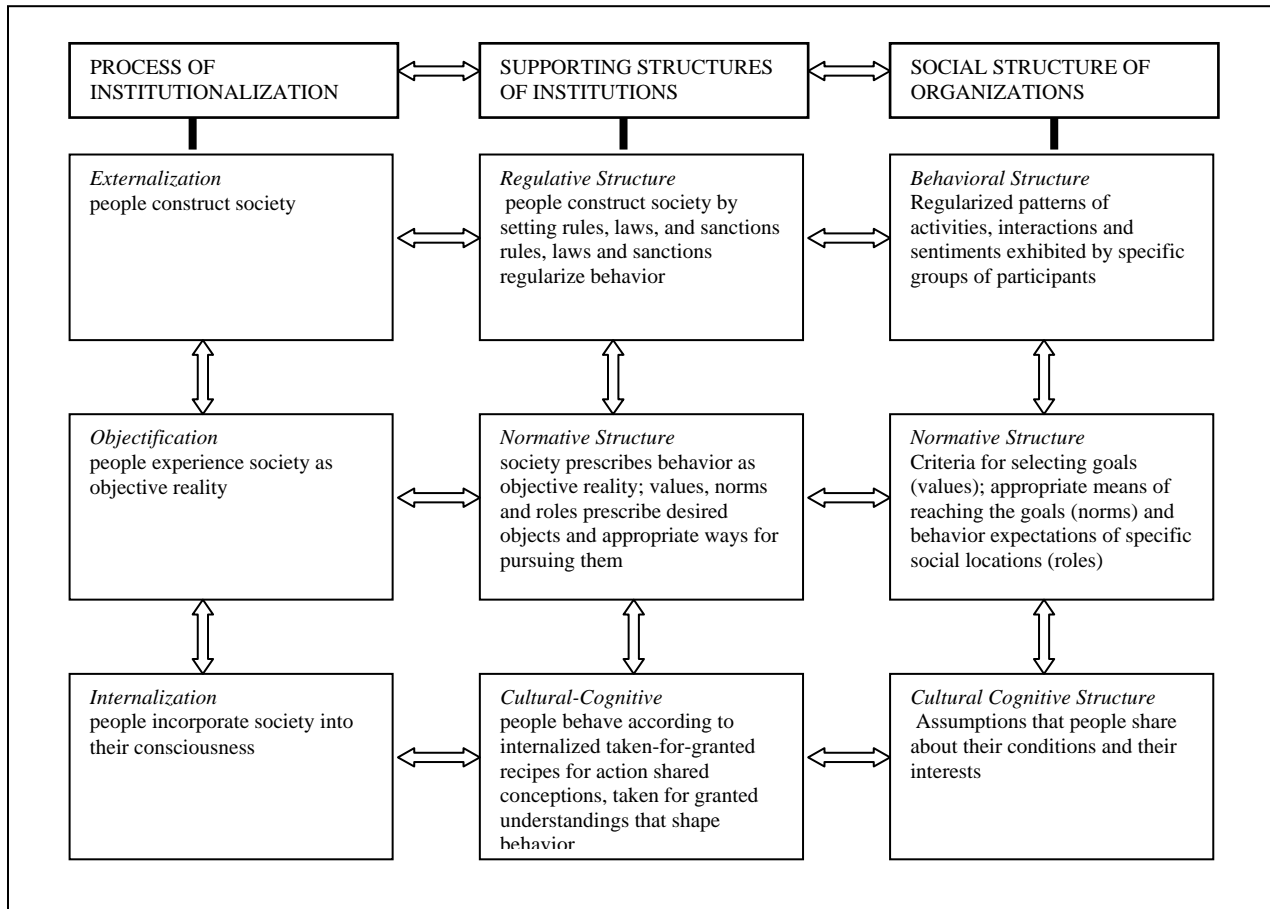 PROCESS OF
INSTITUTIONALIZATION
SUPPORTING STRUCTURES
OF INSTITUTIONS
SOCIAL STRUCTURE OF
ORGANIZATIONS
Externalization
people construct society
Regulative Structure
people construct society by
setting rules, laws, and sanctions
rules, laws and sanctions
regularize behavior
Behavioral Structure
Regularized patterns of
activities, interactions and
sentiments exhibited by specific
groups of participants
Objectification
people experience society as
objective reality
Normative Structure
society prescribes behavior as
objective reality; values, norms
and roles prescribe desired
objects and appropriate ways for
pursuing them
Normative Structure
Criteria for selecting goals
(values); appropriate means of
reaching the goals (norms) and
behavior expectations of specific
social locations (roles)
Internalization
people incorporate society into
their consciousness
Cultural-Cognitive
people behave according to
internalized taken-for-granted
recipes for action shared
conceptions, taken for granted
understandings that shape
behavior
Cultural Cognitive Structure
Assumptions that people share
about their conditions and their
interests